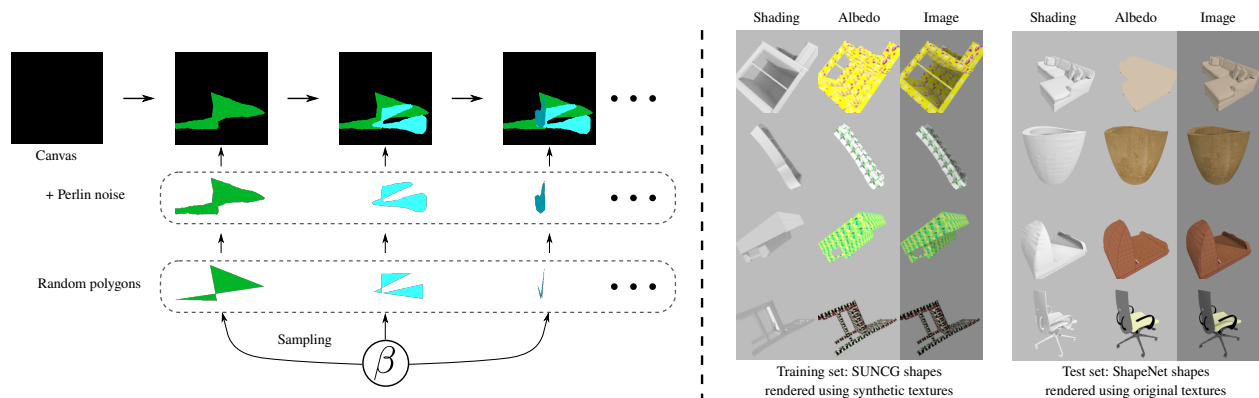 Canvas
+ Perlin noise
Random polygons
Sampling
β
Shading Albedo Image
Training set: SUNCG shapes
rendered using synthetic textures
Shading Albedo Image
Test set: ShapeNet shapes
rendered using original textures